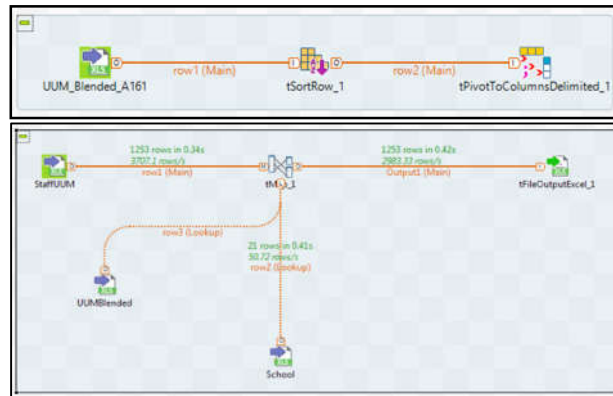 row1 (Main)
row2 (Main)
UUM_Blended_A161
tSortRow_1
tPivotToColumnsDelimited_1
1253 rows in 0.34s
3707.1 rows/s
row1 (Main)
1253 rows in 0.42s
2983.33 rows/s
Output1 (Main)
StaffUUM
tMap_1
tFileOutputExcel_1
row3 (Lookup)
21 rows in 0.41s
50.72 rows/s
row2 (Lookup)
UUMBlended
School